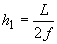 h₁ = L / 2f